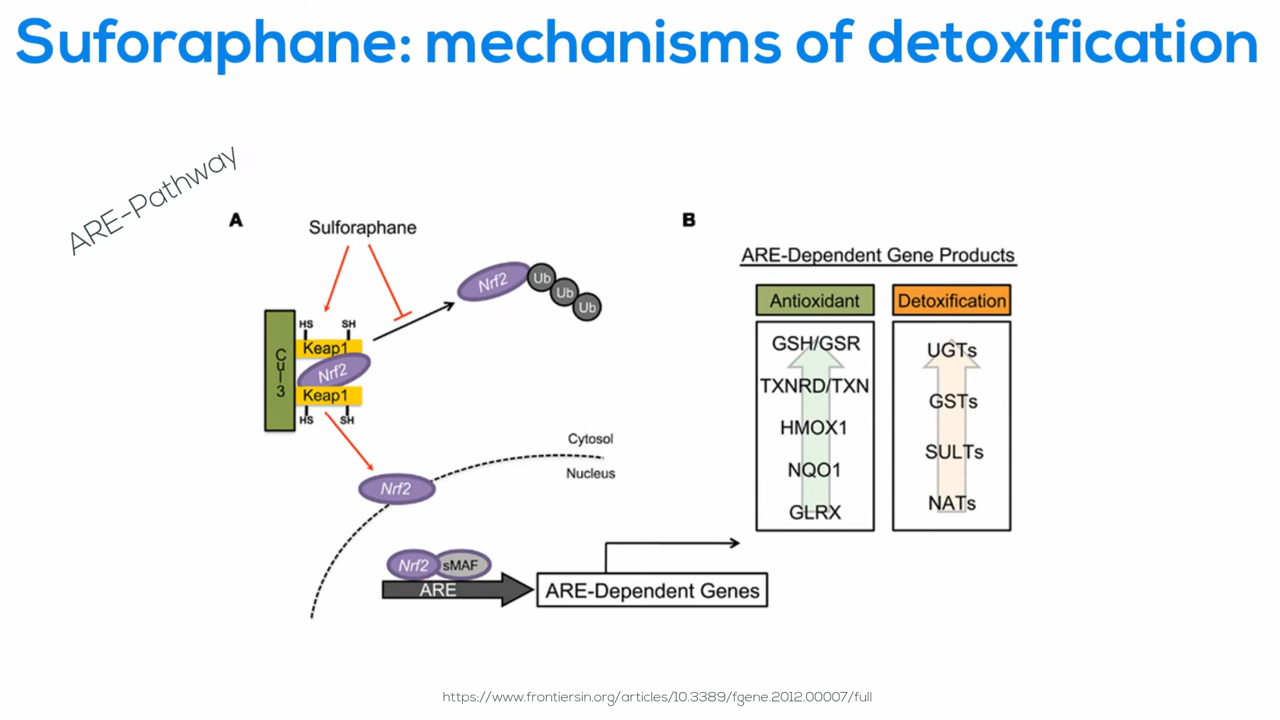 Suforaphane: mechanisms of detoxification
ARE-Pathway
A
Sulforaphane
Nrf2
Ub
Ub
Ub
HS
SH
Keap1
Cul3
Nrf2
Keap1
HS
SH
Cytosol
Nucleus
Nrf2
Nrf2
sMAF
ARE
ARE-Dependent Genes
B
ARE-Dependent Gene Products
Antioxidant
GSH/GSR
TXNRD/TXN
HMOX1
NQO1
GLRX
Detoxification
UGTs
GSTs
SULTs
NATs
https://www.frontiersin.org/articles/10.3389/fgene.2012.00007/full